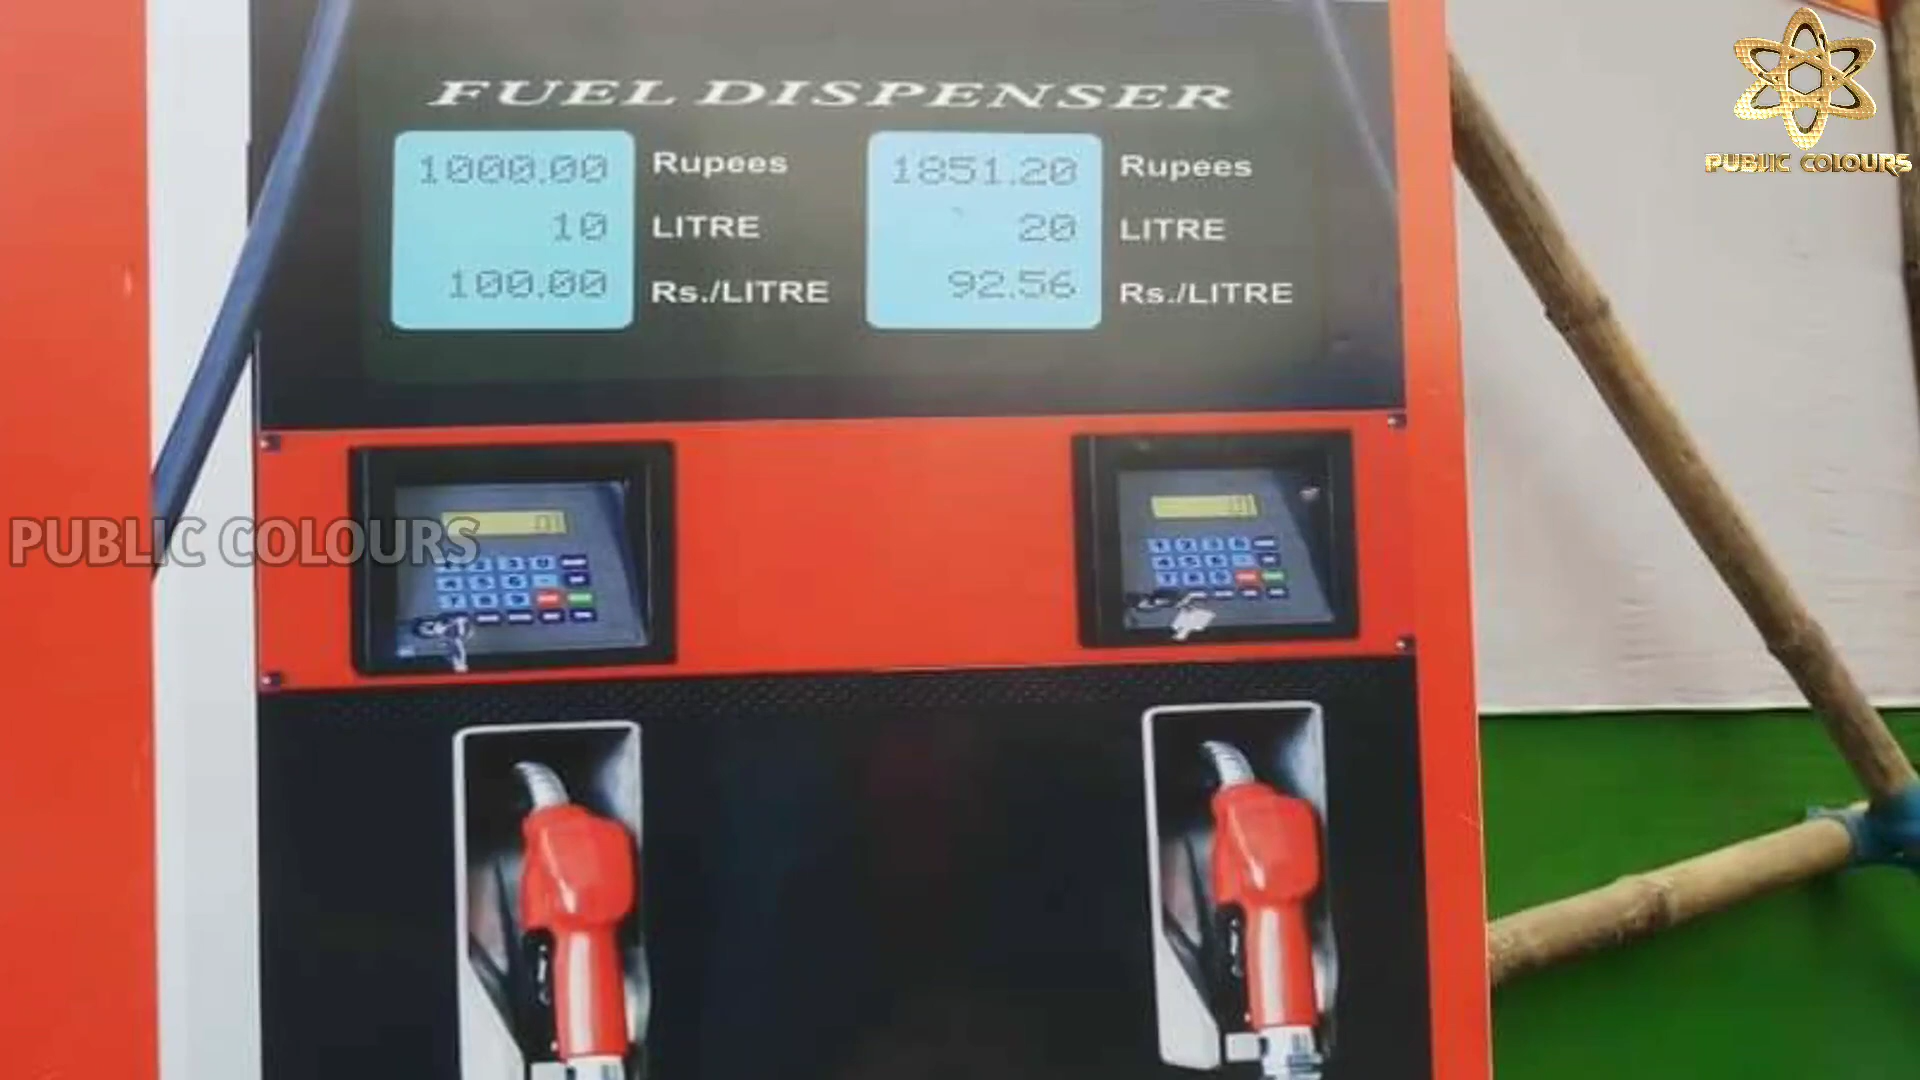 FUEL DISPENSER
1000.00 Rupees
10 LITRE
100.00 Rs./LITRE
1851.20 Rupees
20 LITRE
92.56 Rs./LITRE
PUBLIC COLOURS
PUBLIC COLOURS